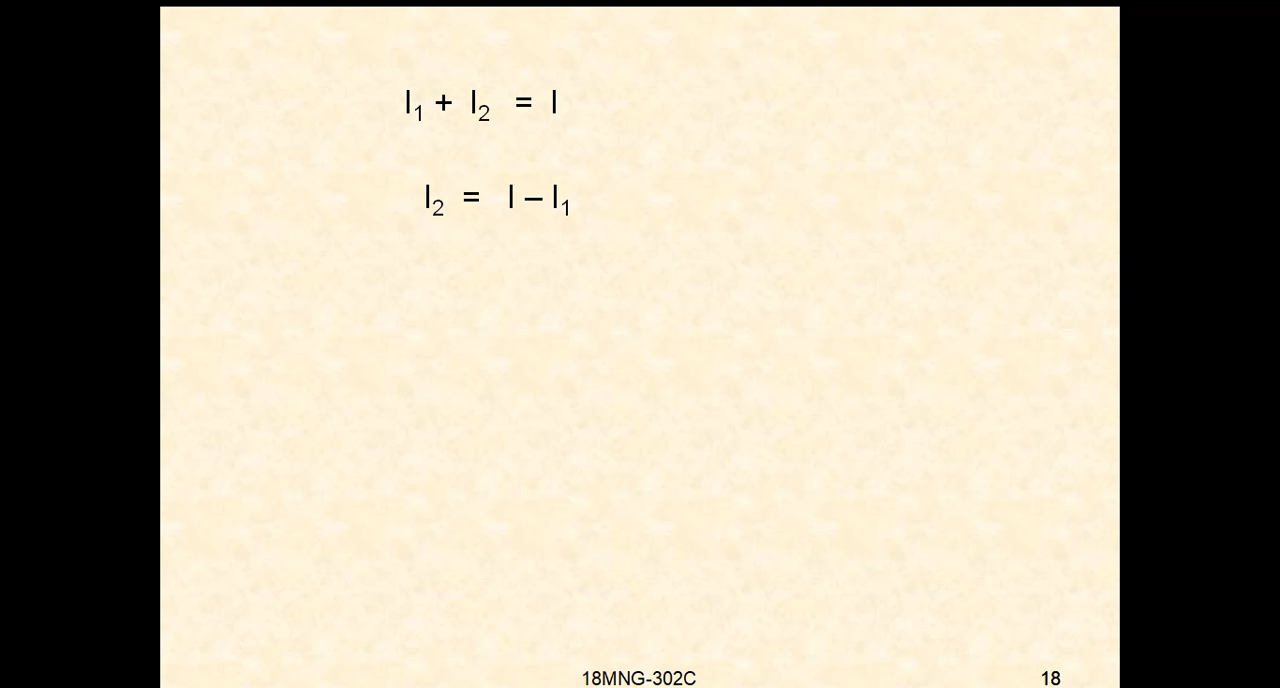 I₁ + I₂ = I
I₂ = I – I₁
18MNG-302C
18